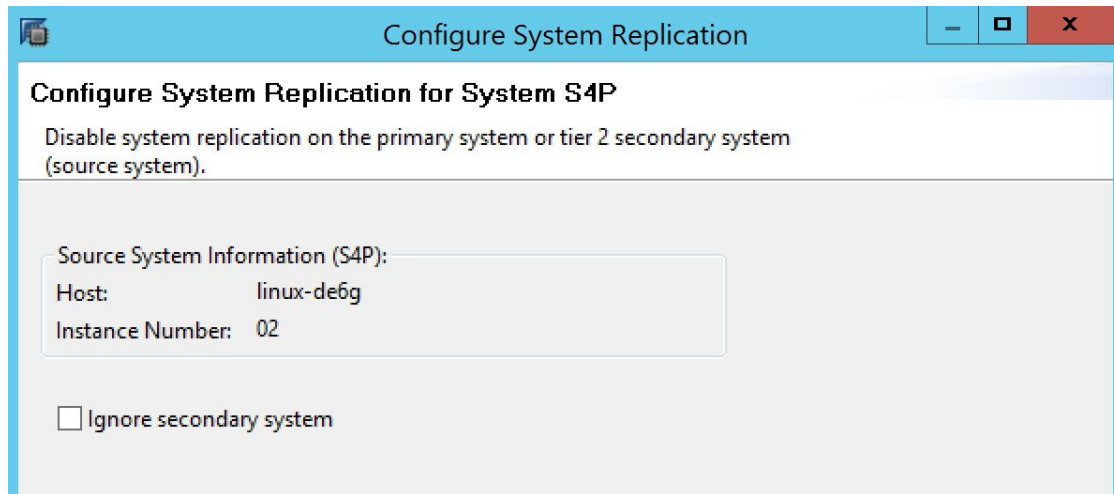 Configure System Replication
Configure System Replication for System S4P
Disable system replication on the primary system or tier 2 secondary system
(source system).
Source System Information (S4P):
Host: linux-de6g
Instance Number: 02
Ignore secondary system